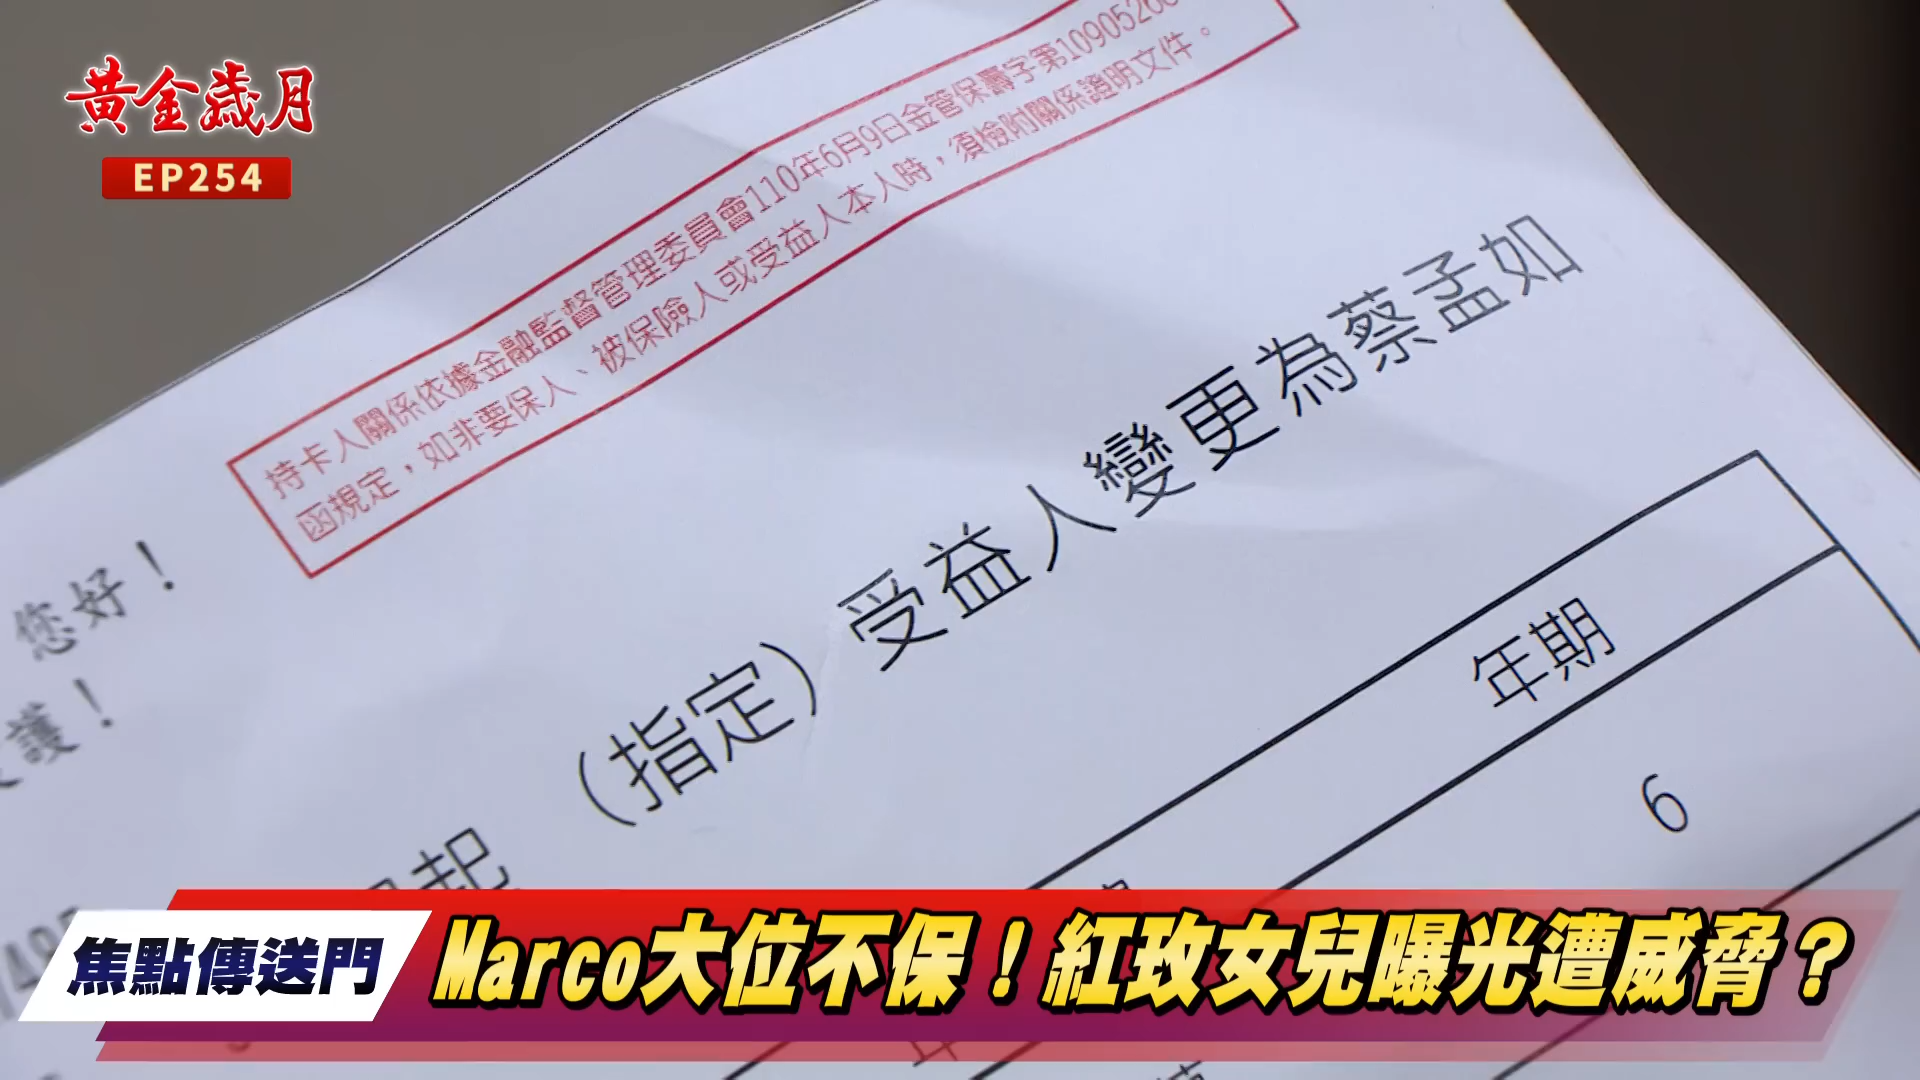 黃金歲月
EP254
持卡人關係依據金融監督管理委員會110年6月9日金管保壽字第1090526
函規定，如非要保人、被保險人或受益人本人時，須檢附關係證明文件。
您好！
護！
起 （指定）受益人變更為蔡孟如
年期
6
焦點傳送門
Marco大位不保！紅玫女兒曝光遭威脅？